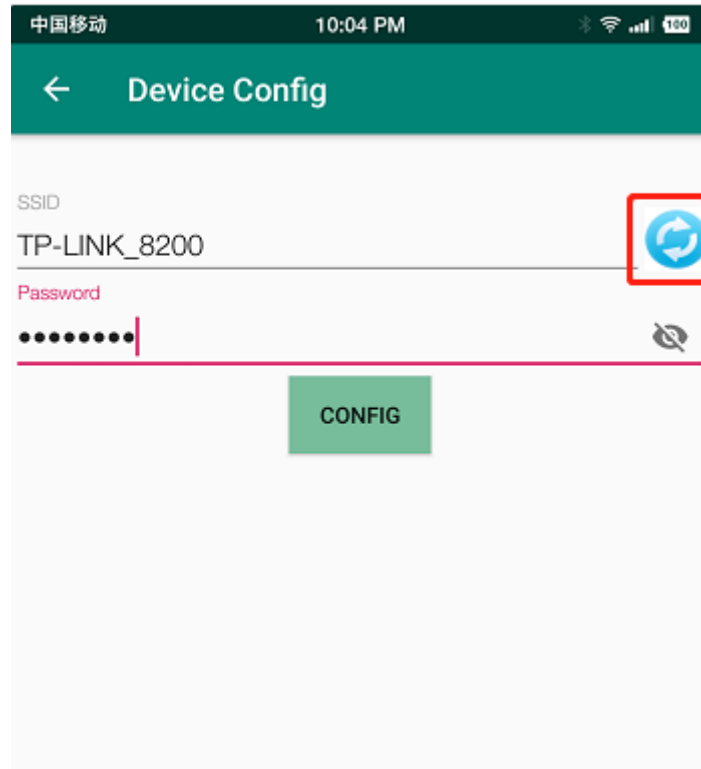 中国移动 10:04 PM 100
Device Config
SSID
TP-LINK_8200
Password
••••••••
CONFIG